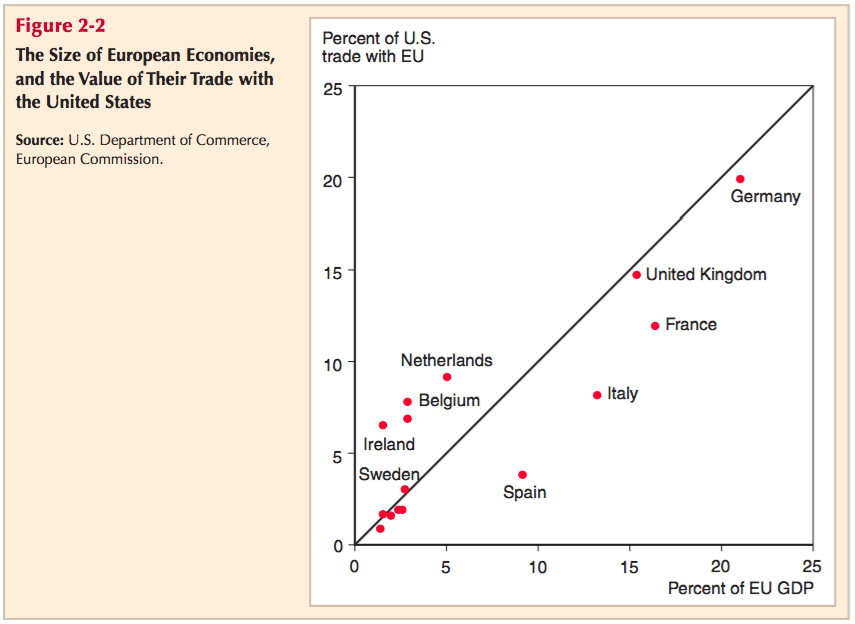 Figure 2-2
The Size of European Economies,
and the Value of Their Trade with
the United States
Source: U.S. Department of Commerce,
European Commission.
Percent of U.S.
trade with EU
25
20
Germany
15
United Kingdom
France
Netherlands
10
Italy
Belgium
Ireland
5
Sweden
Spain
0
0 5 10 15 20 25
Percent of EU GDP